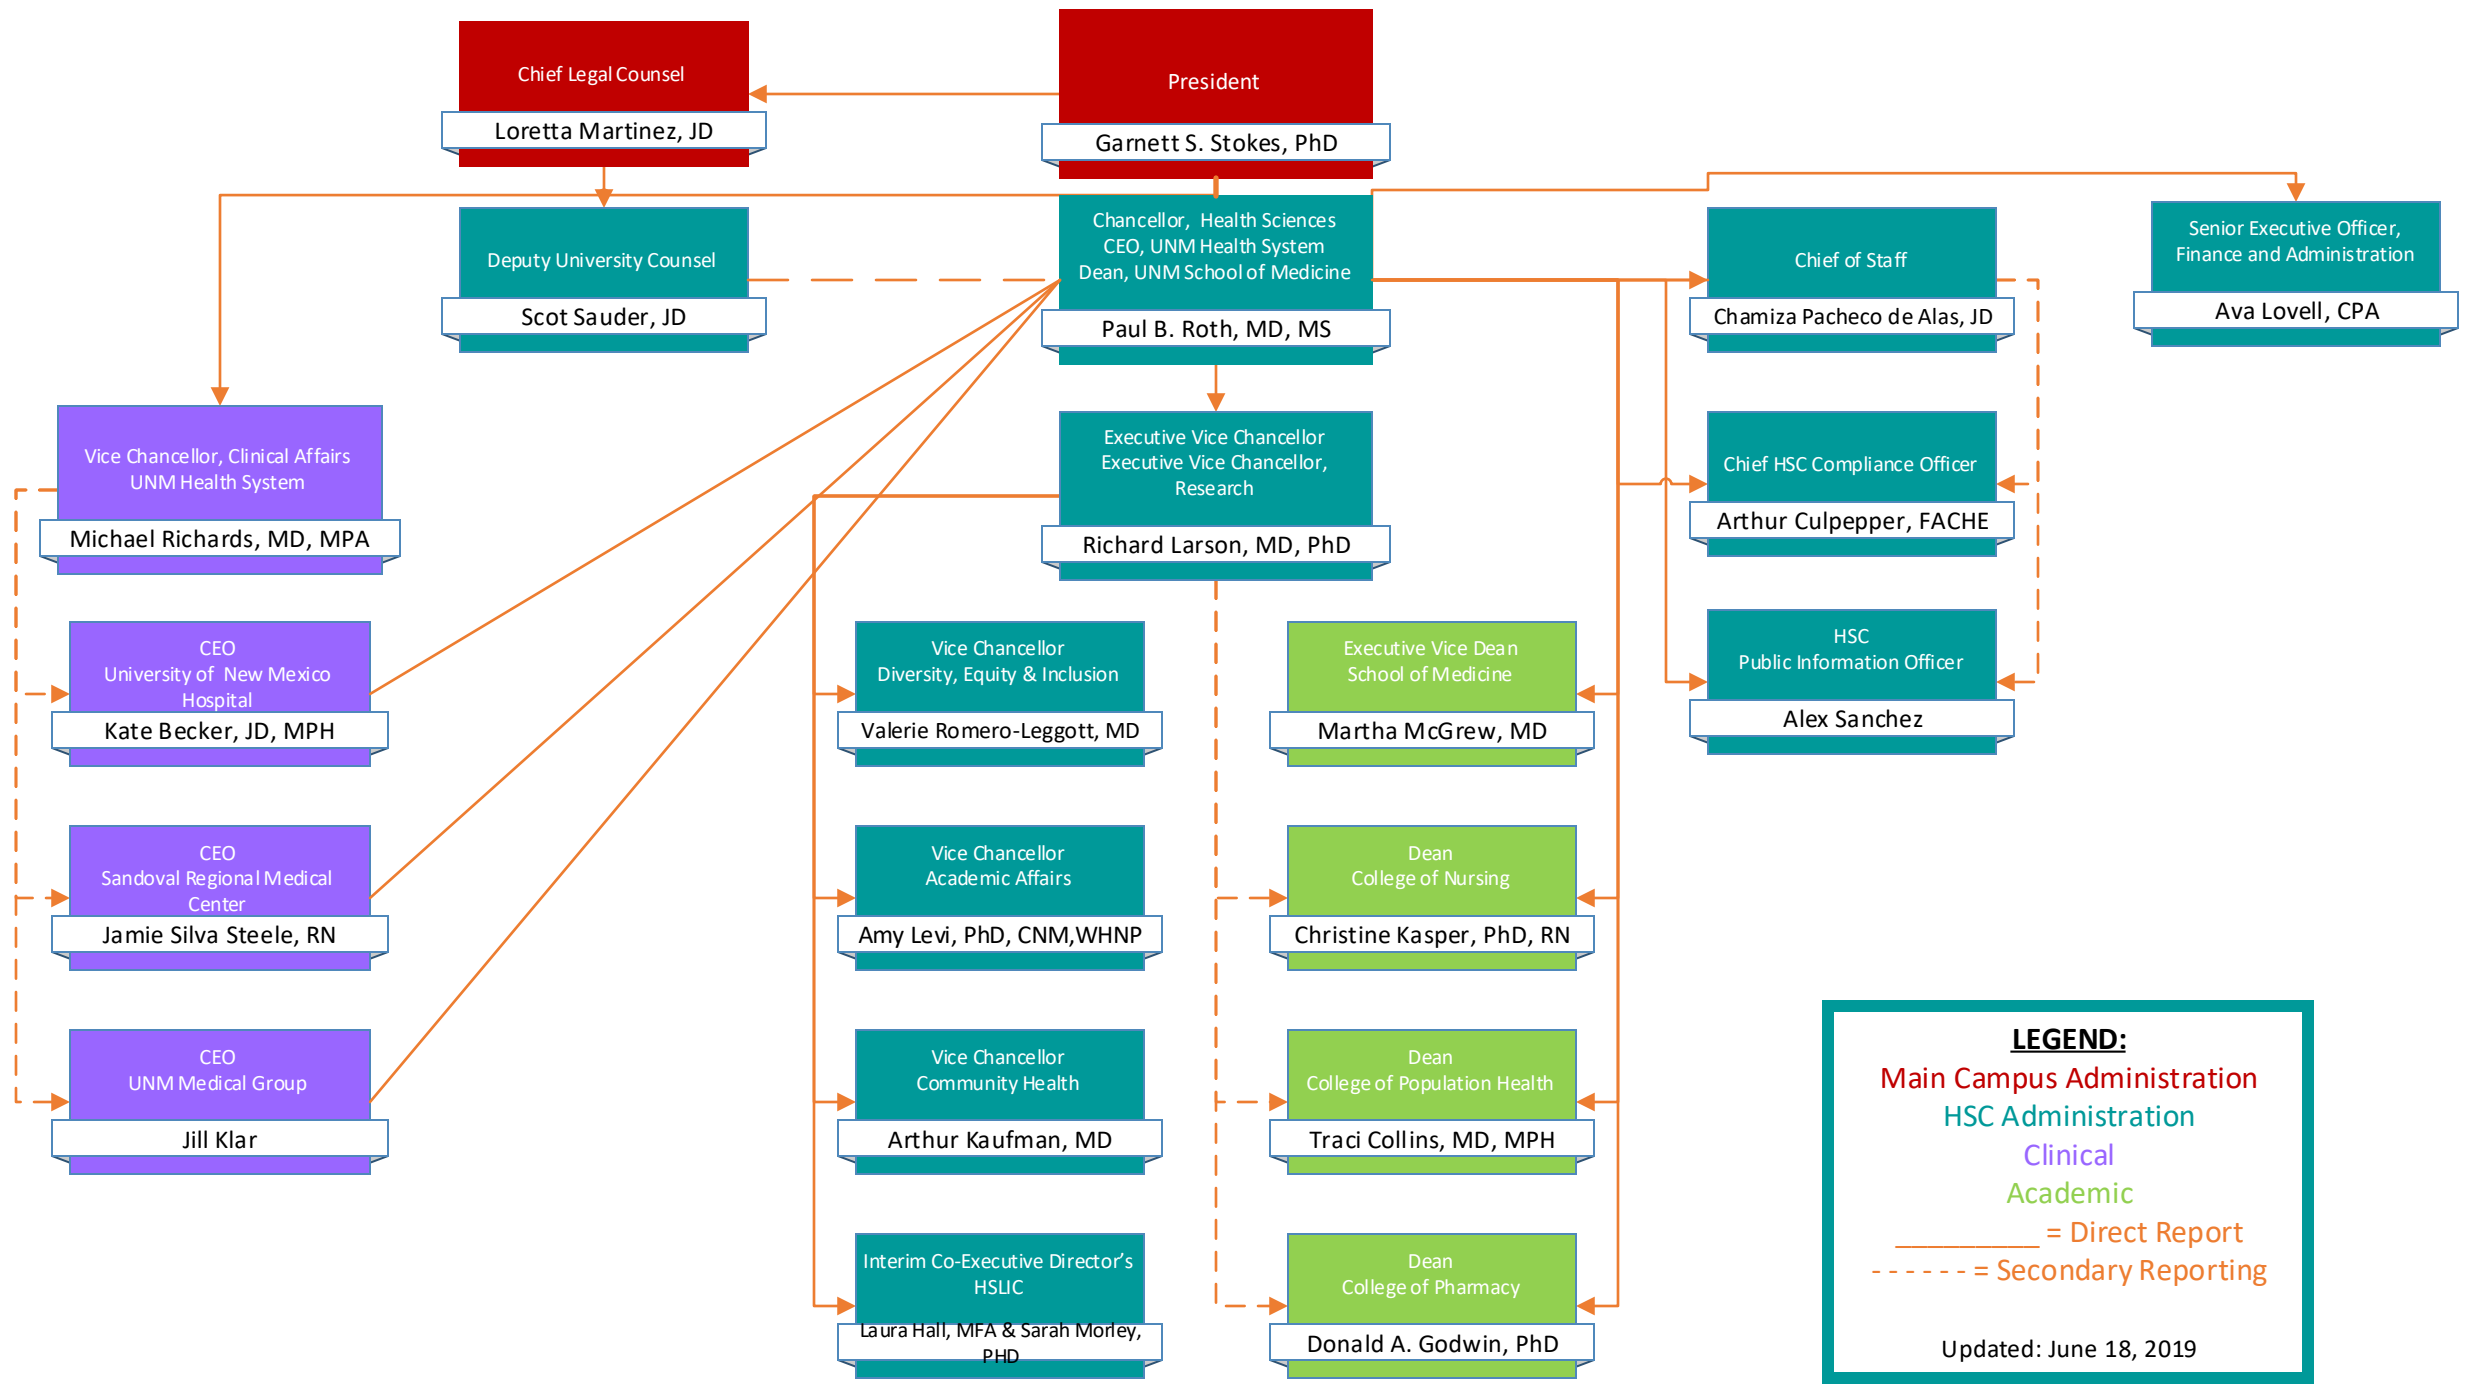 Chief Legal Counsel
Loretta Martinez, JD
President
Garnett S. Stokes, PhD
Deputy University Counsel
Scot Sauder, JD
Chancellor, Health Sciences
CEO, UNM Health System
Dean, UNM School of Medicine
Paul B. Roth, MD, MS
Chief of Staff
Chamiza Pacheco de Alas, JD
Senior Executive Officer,
Finance and Administration
Ava Lovell, CPA
Vice Chancellor, Clinical Affairs
UNM Health System
Michael Richards, MD, MPA
Executive Vice Chancellor
Executive Vice Chancellor,
Research
Richard Larson, MD, PhD
Chief HSC Compliance Officer
Arthur Culpepper, FACHE
CEO
University of New Mexico
Hospital
Kate Becker, JD, MPH
Vice Chancellor
Diversity, Equity & Inclusion
Valerie Romero-Leggott, MD
Executive Vice Dean
School of Medicine
Martha McGrew, MD
HSC
Public Information Officer
Alex Sanchez
CEO
Sandoval Regional Medical
Center
Jamie Silva Steele, RN
Vice Chancellor
Academic Affairs
Amy Levi, PhD, CNM,WHNP
Dean
College of Nursing
Christine Kasper, PhD, RN
CEO
UNM Medical Group
Jill Klar
Vice Chancellor
Community Health
Arthur Kaufman, MD
Dean
College of Population Health
Traci Collins, MD, MPH
Interim Co-Executive Director's
HSLIC
Laura Hall, MFA & Sarah Morley,
PHD
Dean
College of Pharmacy
Donald A. Godwin, PhD
LEGEND:
Main Campus Administration
HSC Administration
Clinical
Academic
_________ = Direct Report
- - - - - - = Secondary Reporting
Updated: June 18, 2019